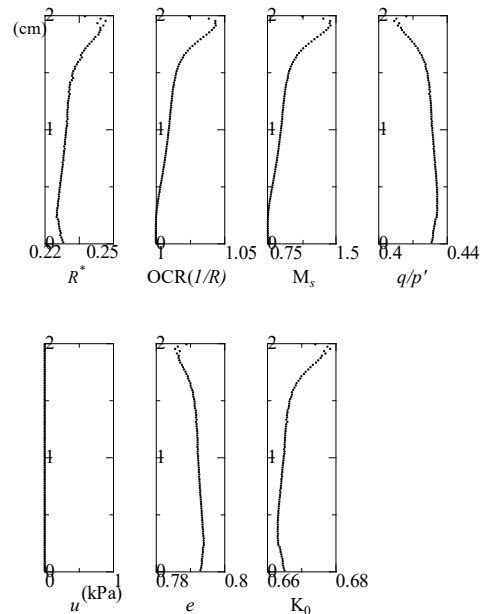 (cm) 2 2 2 2
1 1 1 1
0 0 0 0
0.22 0.25 1 1.05 0.75 1.5 0.4 0.44
R* OCR(1/R) Ms q/p'
2 2 2
1 1 1
0 0 0
0 1 0.78 0.8 0.66 0.68
u (kPa) e K0